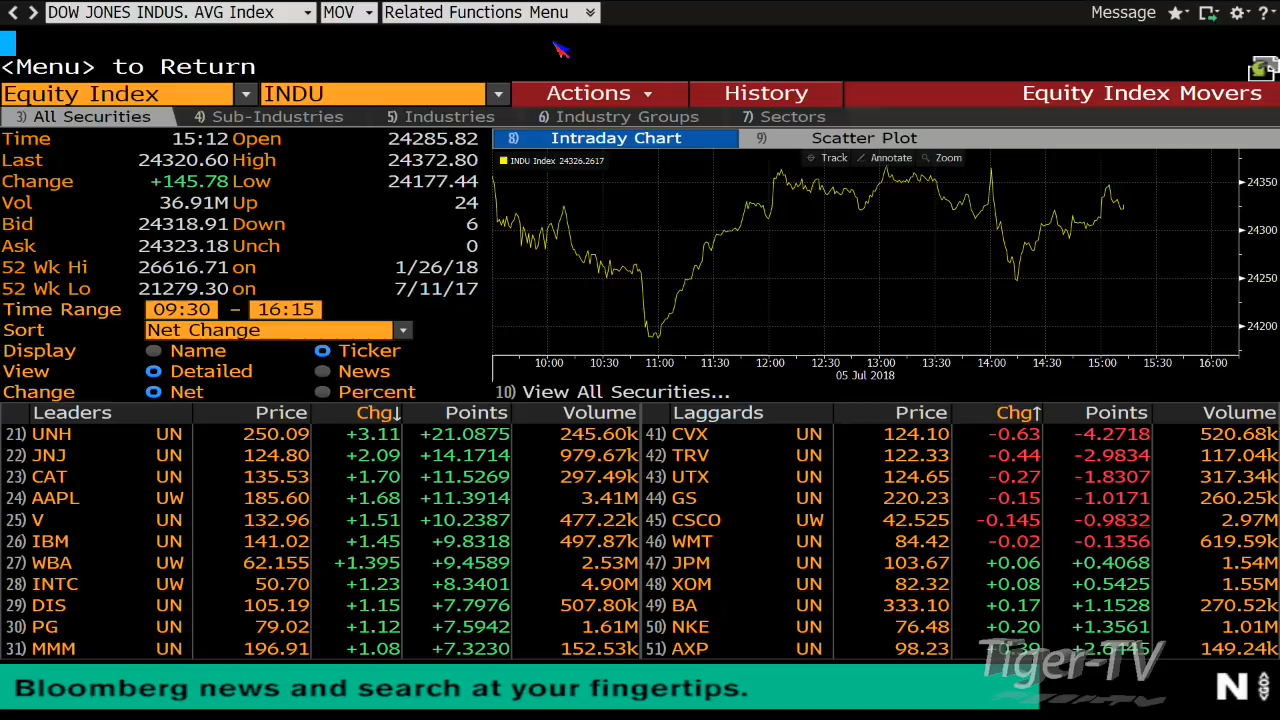 DOW JONES INDUS. AVG Index MOV Related Functions Menu Message ?
<Menu> to Return
Equity Index INDU Actions History Equity Index Movers
3) All Securities 4) Sub-Industries 5) Industries 6) Industry Groups 7) Sectors
Time 15:12 Open 24285.82
Last 24320.60 High 24372.80
Change +145.78 Low 24177.44
Vol 36.91M Up 24
Bid 24318.91 Down 6
Ask 24323.18 Unch 0
52 Wk Hi 26616.71 on 1/26/18
52 Wk Lo 21279.30 on 7/11/17
Time Range 09:30 - 16:15
Sort Net Change
Display Name Ticker
View Detailed News
Change Net Percent
8) Intraday Chart 9) Scatter Plot
INDU Index 24326.2617 Track Annotate Zoom
24350
24300
24250
24200
10:00 10:30 11:00 11:30 12:00 12:30 13:00 13:30 14:00 14:30 15:00 15:30 16:00
05 Jul 2018
10) View All Securities...
Leaders Price Chg↓ Points Volume Laggards Price Chg↑ Points Volume
21) UNH UN 250.09 +3.11 +21.0875 245.60k 41) CVX UN 124.10 -0.63 -4.2718 520.68k
22) JNJ UN 124.80 +2.09 +14.1714 979.67k 42) TRV UN 122.33 -0.44 -2.9834 117.04k
23) CAT UN 135.53 +1.70 +11.5269 297.49k 43) UTX UN 124.65 -0.27 -1.8307 317.34k
24) AAPL UW 185.60 +1.68 +11.3914 3.41M 44) GS UN 220.23 -0.15 -1.0171 260.25k
25) V UN 132.96 +1.51 +10.2387 477.22k 45) CSCO UW 42.525 -0.145 -0.9832 2.97M
26) IBM UN 141.02 +1.45 +9.8318 497.87k 46) WMT UN 84.42 -0.02 -0.1356 619.59k
27) WBA UW 62.155 +1.395 +9.4589 2.53M 47) JPM UN 103.67 +0.06 +0.4068 1.54M
28) INTC UW 50.70 +1.23 +8.3401 4.90M 48) XOM UN 82.32 +0.08 +0.5425 1.55M
29) DIS UN 105.19 +1.15 +7.7976 507.80k 49) BA UN 333.10 +0.17 +1.1528 270.52k
30) PG UN 79.02 +1.12 +7.5942 1.61M 50) NKE UN 76.48 +0.20 +1.3561 1.01M
31) MMM UN 196.91 +1.08 +7.3230 152.53k 51) AXP UN 98.23 +0.39 +2.6445 149.24k
Tiger-TV
Bloomberg news and search at your fingertips. N